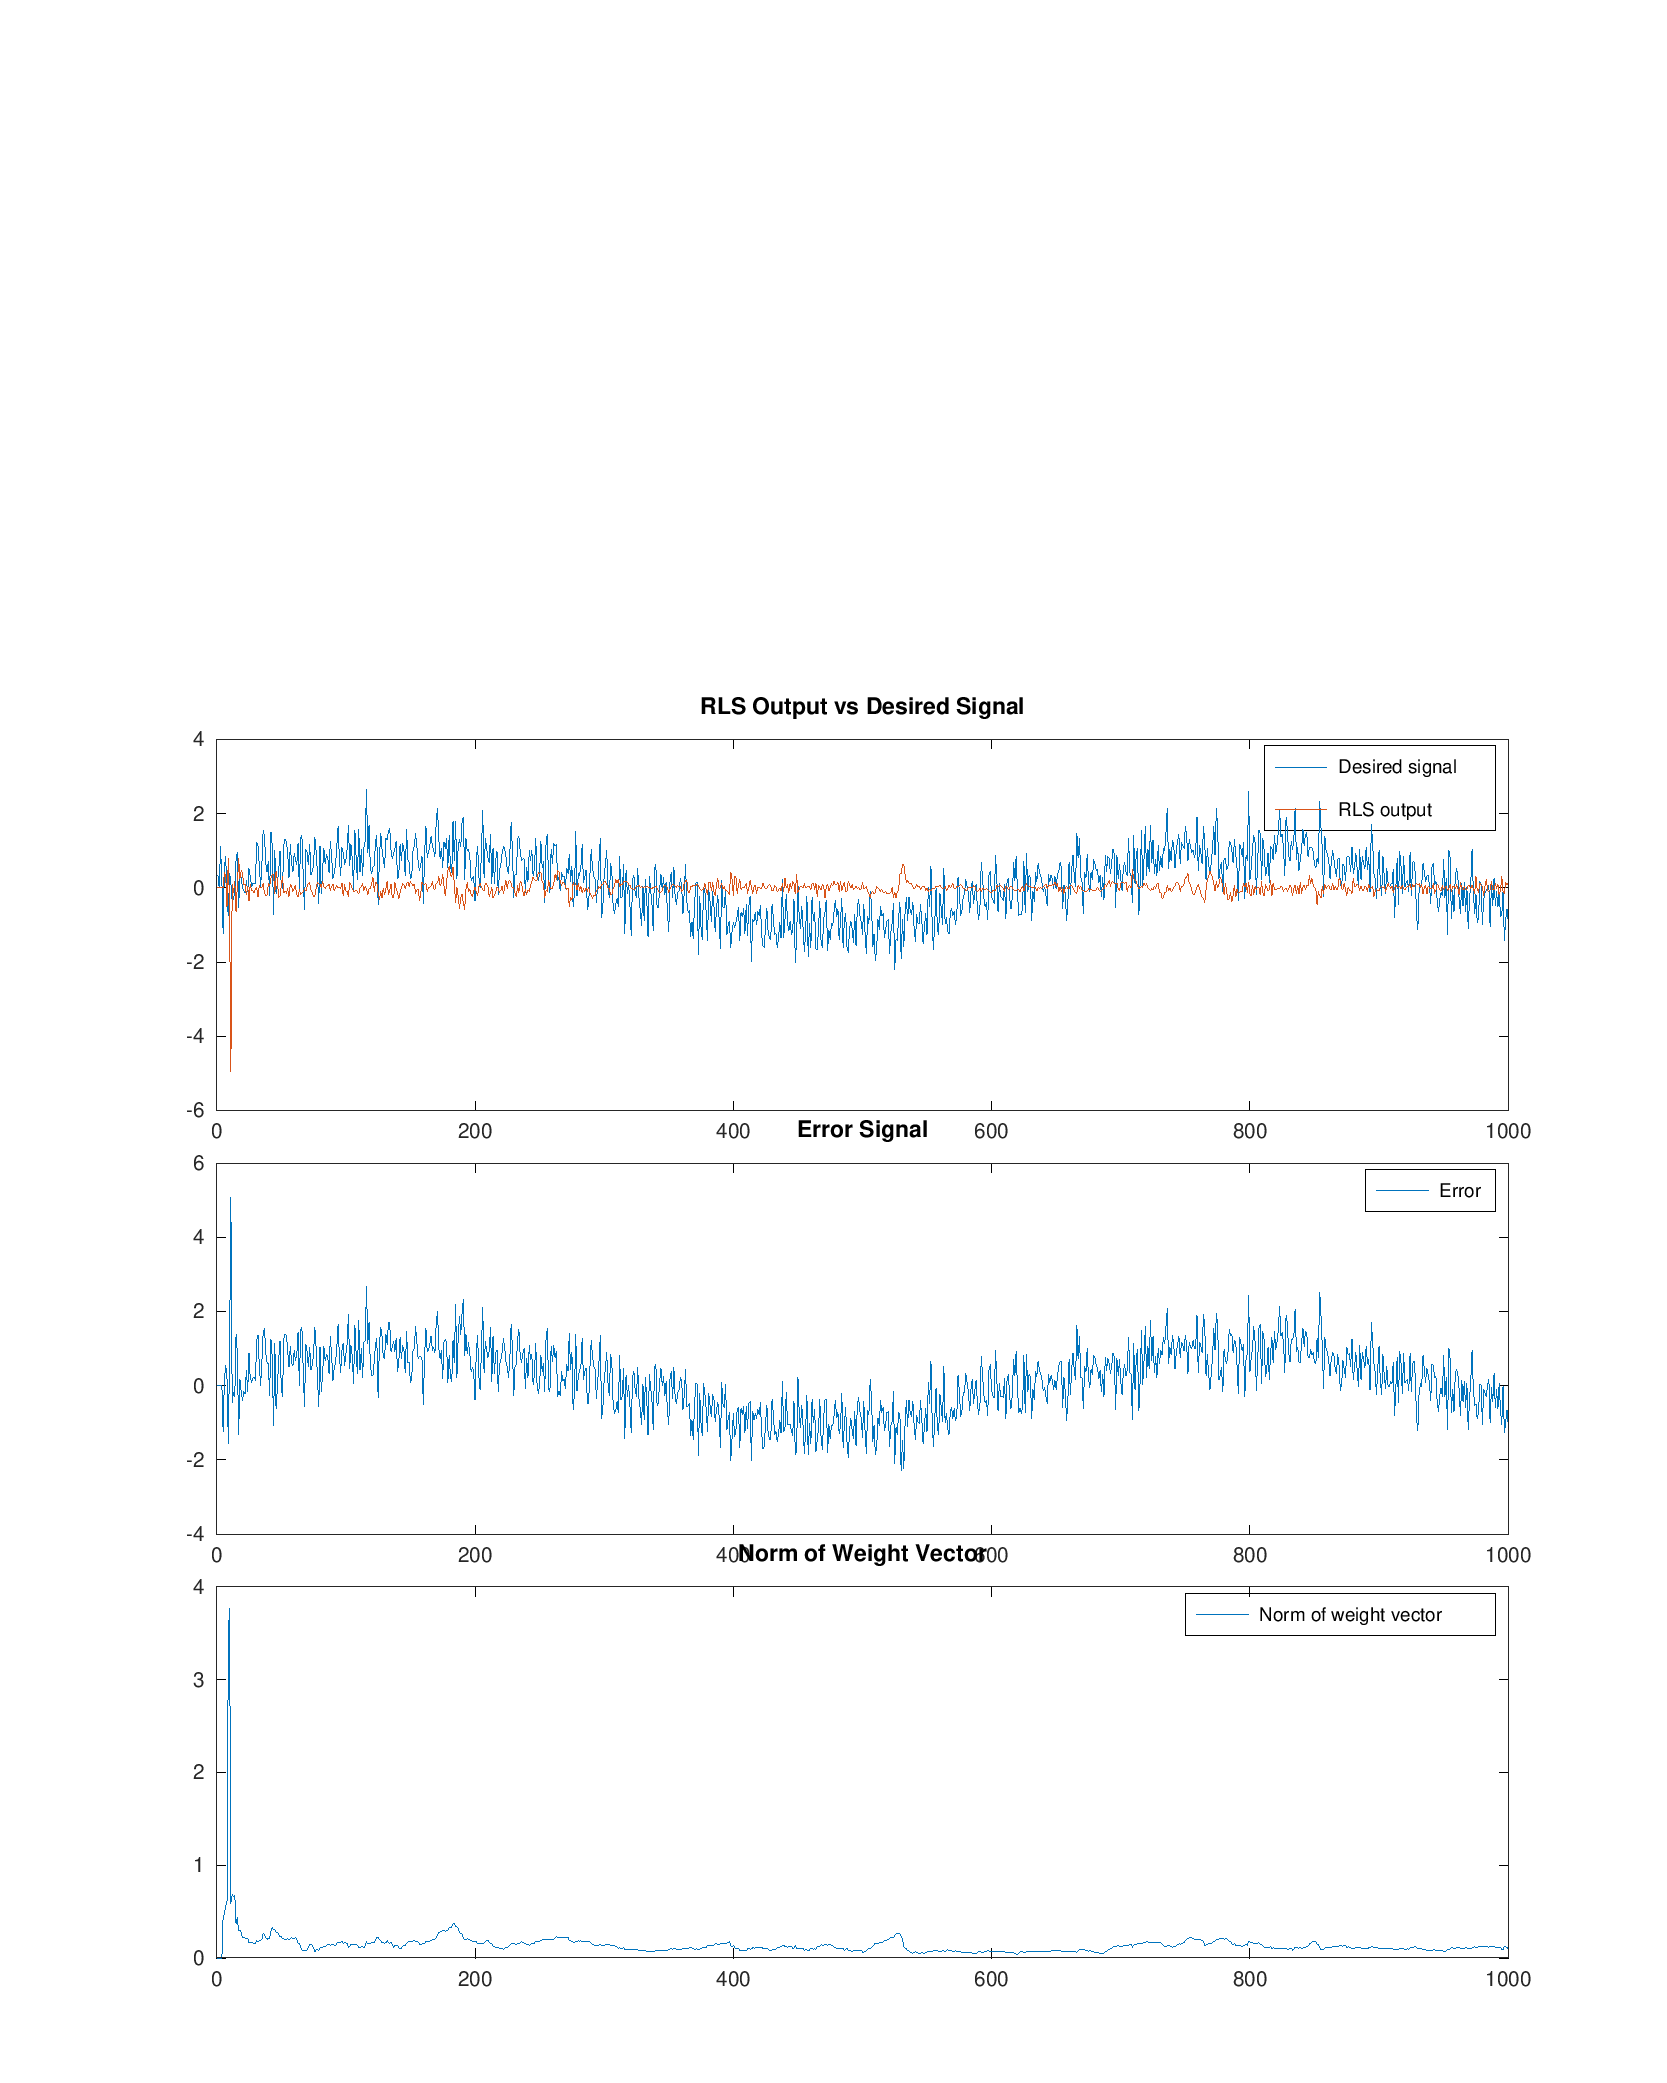 RLS Output vs Desired Signal
4
2
0
-2
-4
-6
Desired signal
RLS output
0 200 400 600 800 1000
Error Signal
6
4
2
0
-2
-4
Error
0 200 400 600 800 1000
Norm of Weight Vector
4
3
2
1
0
Norm of weight vector
0 200 400 600 800 1000